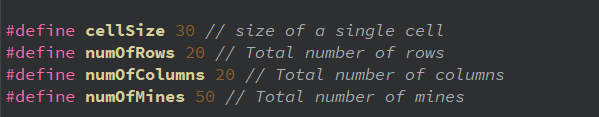 #define cellSize 30 // size of a single cell
#define numOfRows 20 // Total number of rows
#define numOfColumns 20 // Total number of columns
#define numOfMines 50 // Total number of mines